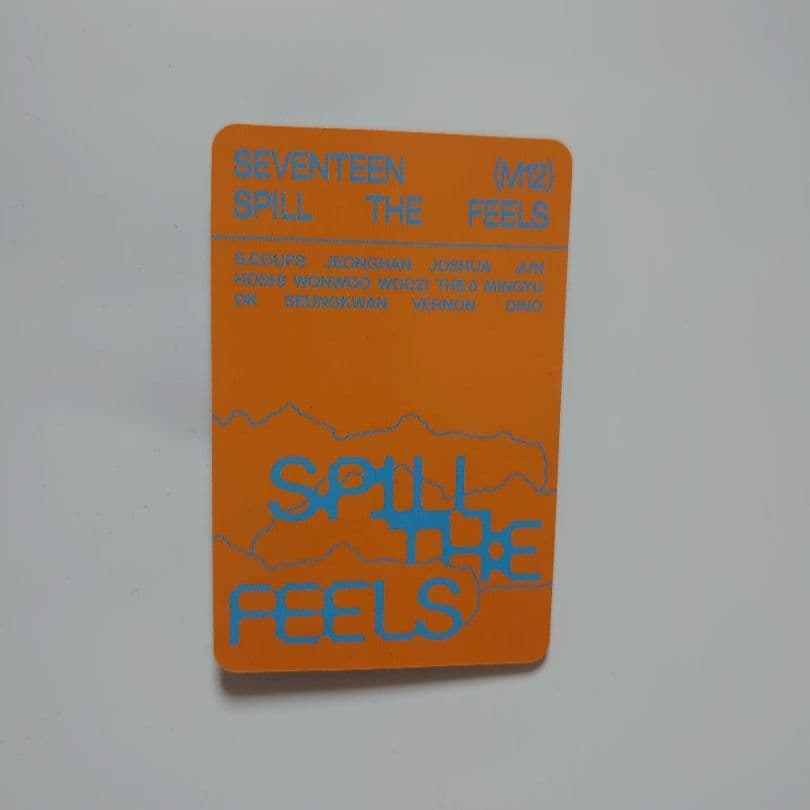 SEVENTEEN (M12)
SPILL THE FEELS
S.COUPS JEONGHAN JOSHUA JUN
HOSHI WONWOO WOOZI THE 8 MINGYU
DK SEUNGKWAN VERNON DINO
SPILL
THE
FEELS